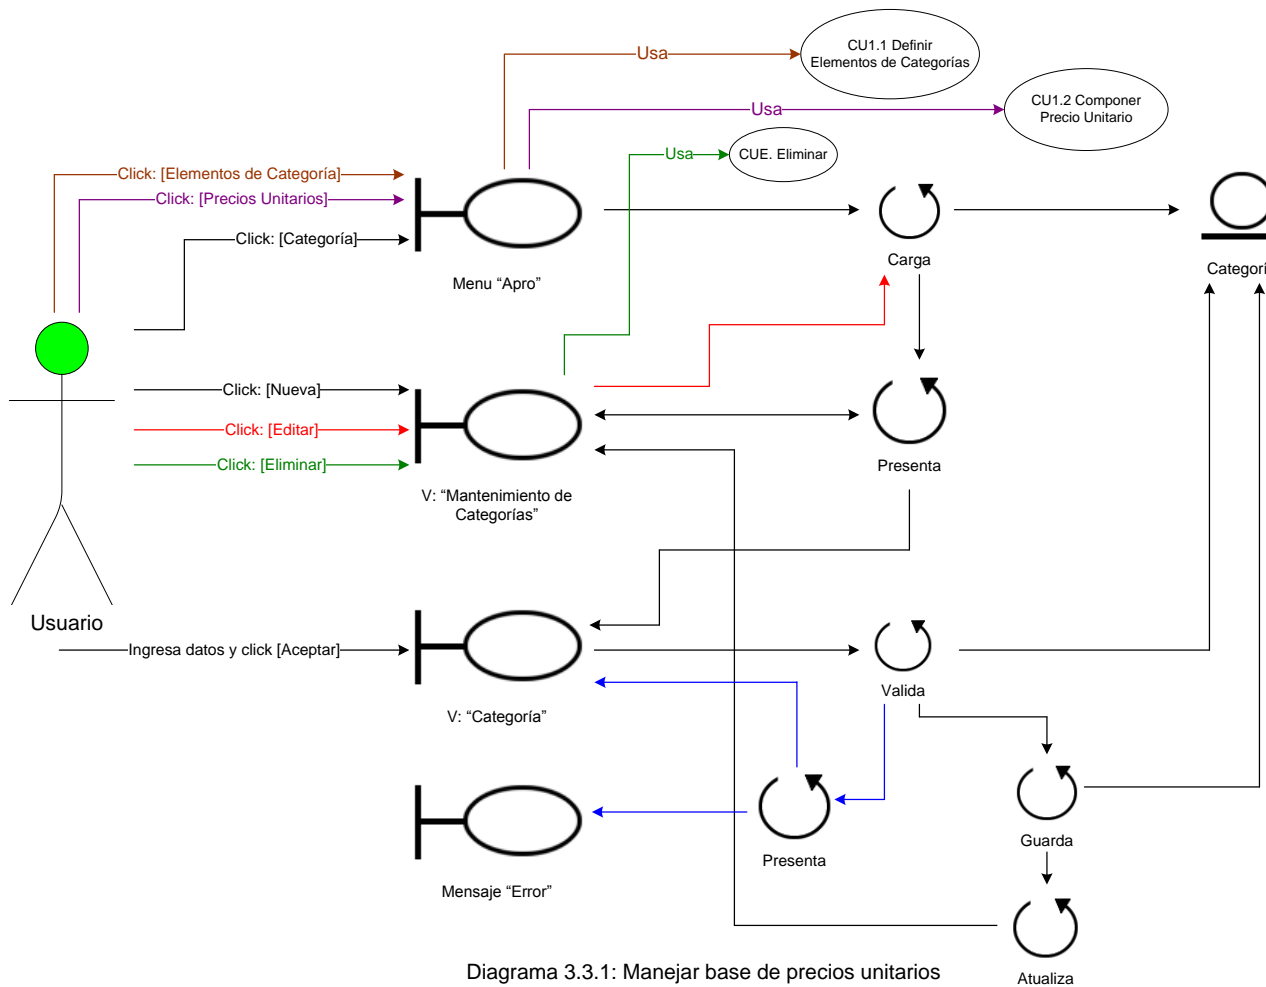 CU1.1 Definir
Elementos de Categorías
Usa
CU1.2 Componer
Precio Unitario
Usa
Usa
CUE. Eliminar
Click: [Elementos de Categoría]
Click: [Precios Unitarios]
Click: [Categoría]
Menu “Apro”
Carga
Categorí
Click: [Nueva]
Click: [Editar]
Click: [Eliminar]
V: “Mantenimiento de
Categorías”
Presenta
Usuario
Ingresa datos y click [Aceptar]
V: “Categoría”
Valida
Mensaje “Error”
Presenta
Guarda
Atualiza
Diagrama 3.3.1: Manejar base de precios unitarios